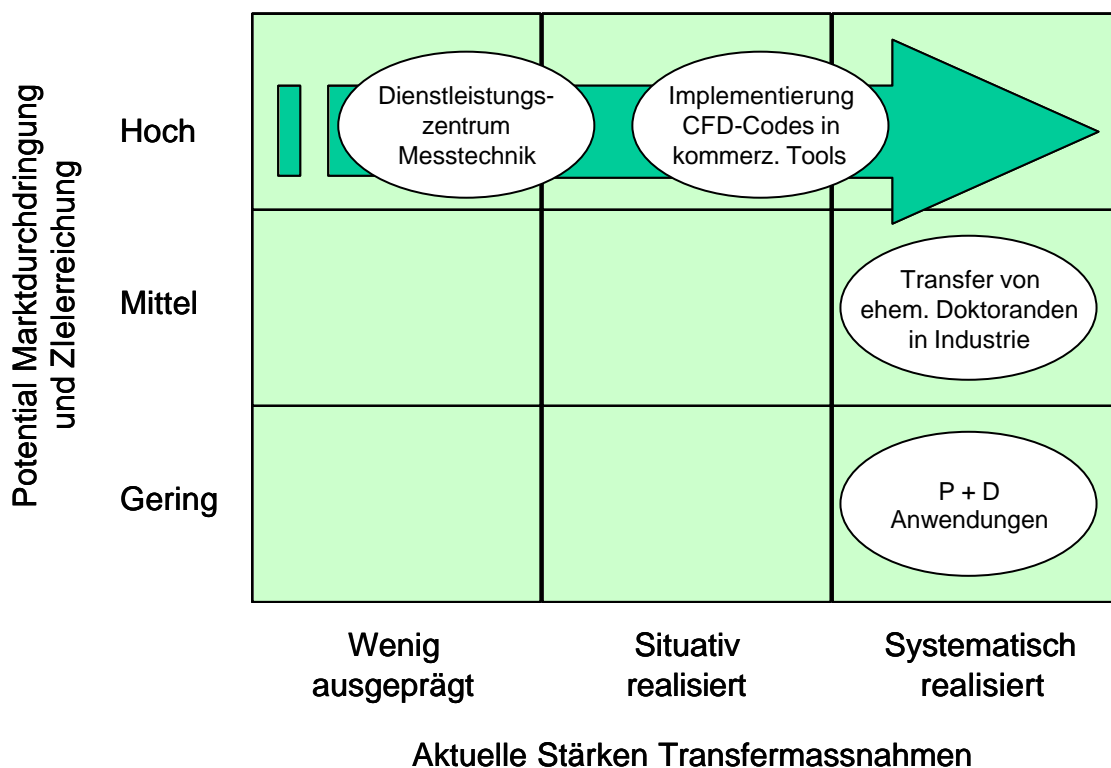 Potential Marktdurchdringung
und ZIelerreichung
Hoch
Mittel
Gering
Dienstleistungs-
zentrum
Messtechnik
Implementierung
CFD-Codes in
kommerz. Tools
Transfer von
ehem. Doktoranden
in Industrie
P + D
Anwendungen
Wenig
ausgeprägt
Situativ
realisiert
Systematisch
realisiert
Aktuelle Stärken Transfermassnahmen